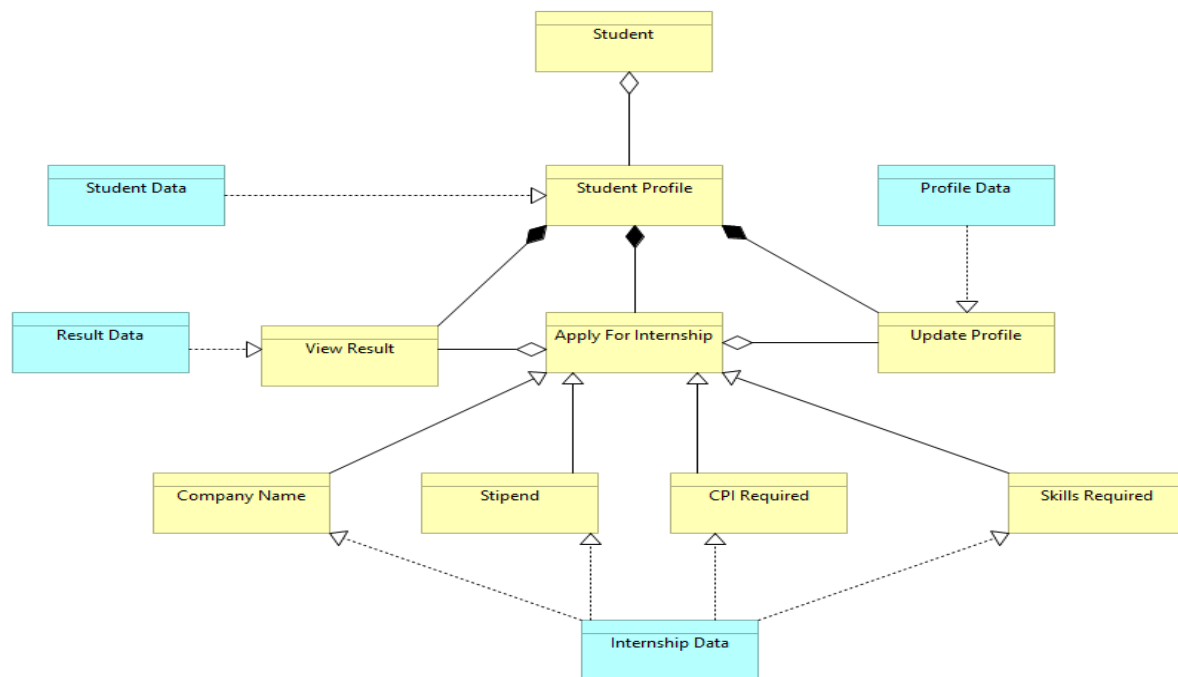 Student
Student Data
Student Profile
Profile Data
Result Data
View Result
Apply For Internship
Update Profile
Company Name
Stipend
CPI Required
Skills Required
Internship Data